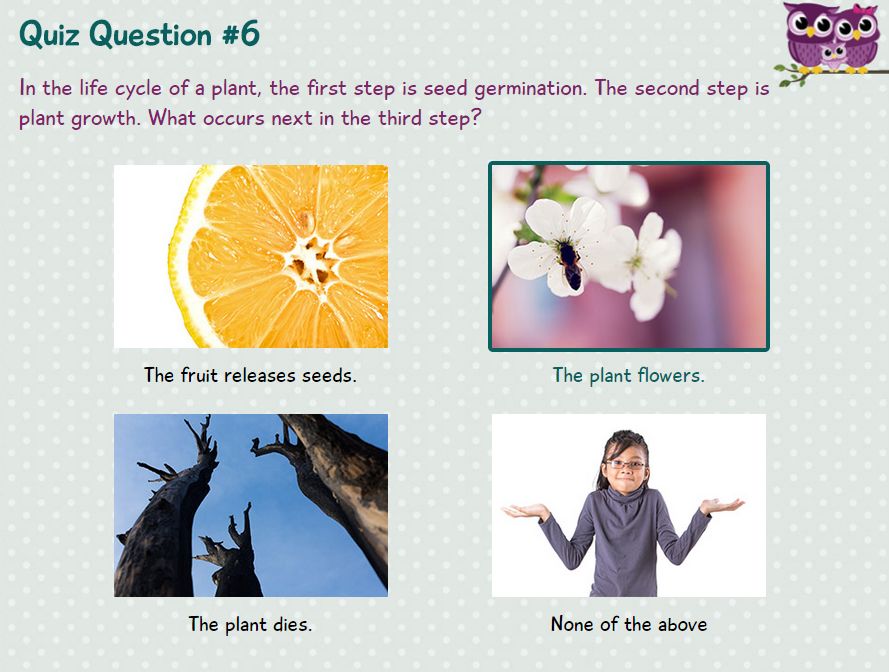 Quiz Question #6
In the life cycle of a plant, the first step is seed germination. The second step is
plant growth. What occurs next in the third step?
The fruit releases seeds.
The plant flowers.
The plant dies.
None of the above